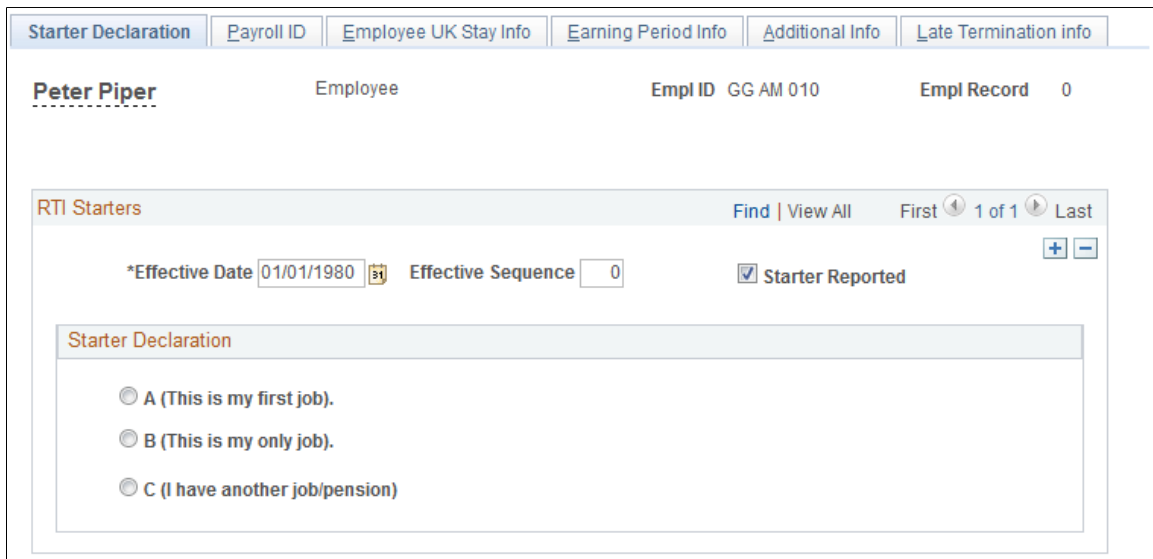 Starter Declaration Payroll ID Employee UK Stay Info Earning Period Info Additional Info Late Termination info
Peter Piper Employee Empl ID GG AM 010 Empl Record 0
RTI Starters Find | View All First 1 of 1 Last
*Effective Date 01/01/1980 31 Effective Sequence 0 Starter Reported
Starter Declaration
A (This is my first job).
B (This is my only job).
C (I have another job/pension)